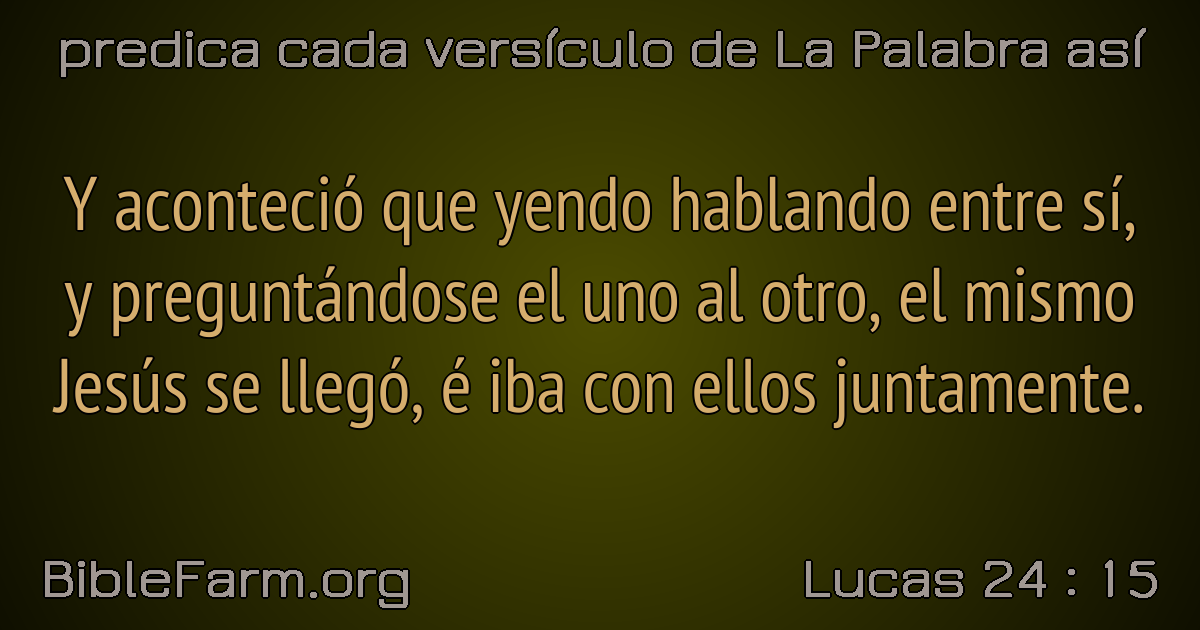 predica cada versículo de La Palabra así
Y aconteció que yendo hablando entre sí,
y preguntándose el uno al otro, el mismo
Jesús se llegó, é iba con ellos juntamente.
BibleFarm.org
Lucas 24 : 15